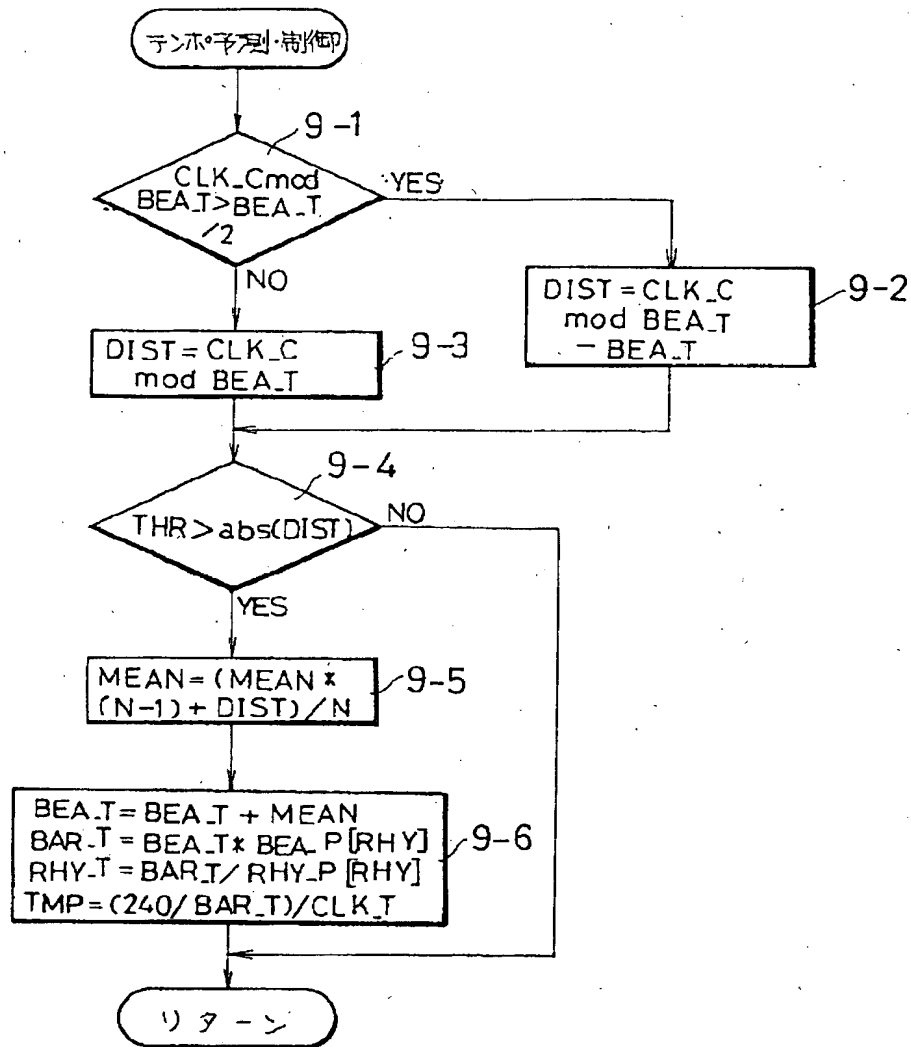 テンポ予測・制御
9-1
CLK_Cmod
BEA_T>BEA_T
/2
YES
NO
DIST=CLK_C
mod BEA_T
-BEA_T
9-2
DIST=CLK_C
mod BEA_T
9-3
9-4
THR>abs(DIST)
NO
YES
MEAN=(MEAN*
(N-1)+DIST)/N
9-5
BEA_T=BEA_T+MEAN
BAR_T=BEA_T*BEA_P[RHY]
RHY_T=BAR_T/RHY_P[RHY]
TMP=(240/BAR_T)/CLK_T
9-6
リターン